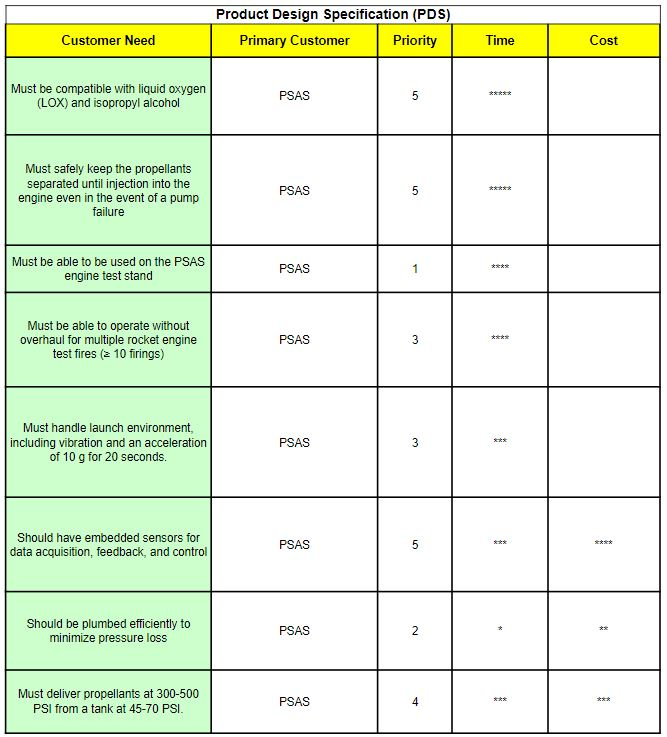 Product Design Specification (PDS)
Customer Need Primary Customer Priority Time Cost
Must be compatible with liquid oxygen
(LOX) and isopropyl alcohol
PSAS 5 *****
Must safely keep the propellants
separated until injection into the
engine even in the event of a pump
failure
PSAS 5 *****
Must be able to be used on the PSAS
engine test stand
PSAS 1 ****
Must be able to operate without
overhaul for multiple rocket engine
test fires (≥ 10 firings)
PSAS 3 ****
Must handle launch environment,
including vibration and an acceleration
of 10 g for 20 seconds.
PSAS 3 ***
Should have embedded sensors for
data acquisition, feedback, and control
PSAS 5 *** ****
Should be plumbed efficiently to
minimize pressure loss
PSAS 2 * **
Must deliver propellants at 300-500
PSI from a tank at 45-70 PSI.
PSAS 4 *** ***